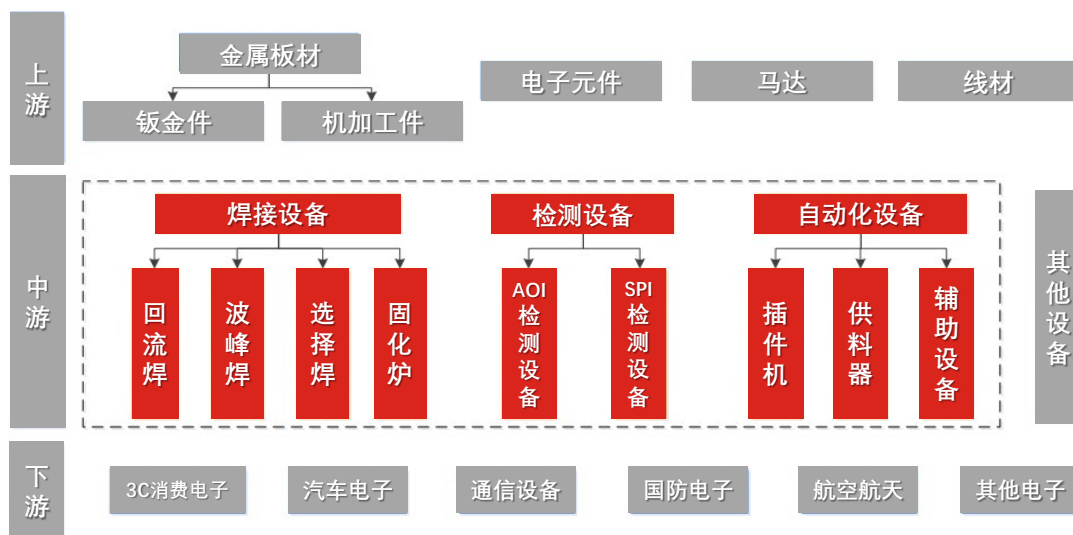 上游
金属板材
钣金件
机加工件
电子元件
马达
线材
中游
焊接设备
回流焊
波峰焊
选择焊
固化炉
检测设备
AOI检测设备
SPI检测设备
自动化设备
插件机
供料器
辅助设备
其他设备
下游
3C消费电子
汽车电子
通信设备
国防电子
航空航天
其他电子